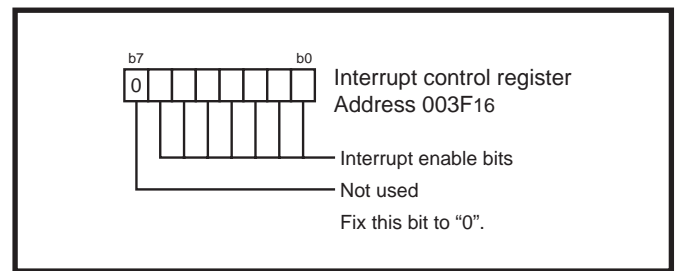 b7 b0
0
Interrupt control register
Address 003F16
Interrupt enable bits
Not used
Fix this bit to “0”.